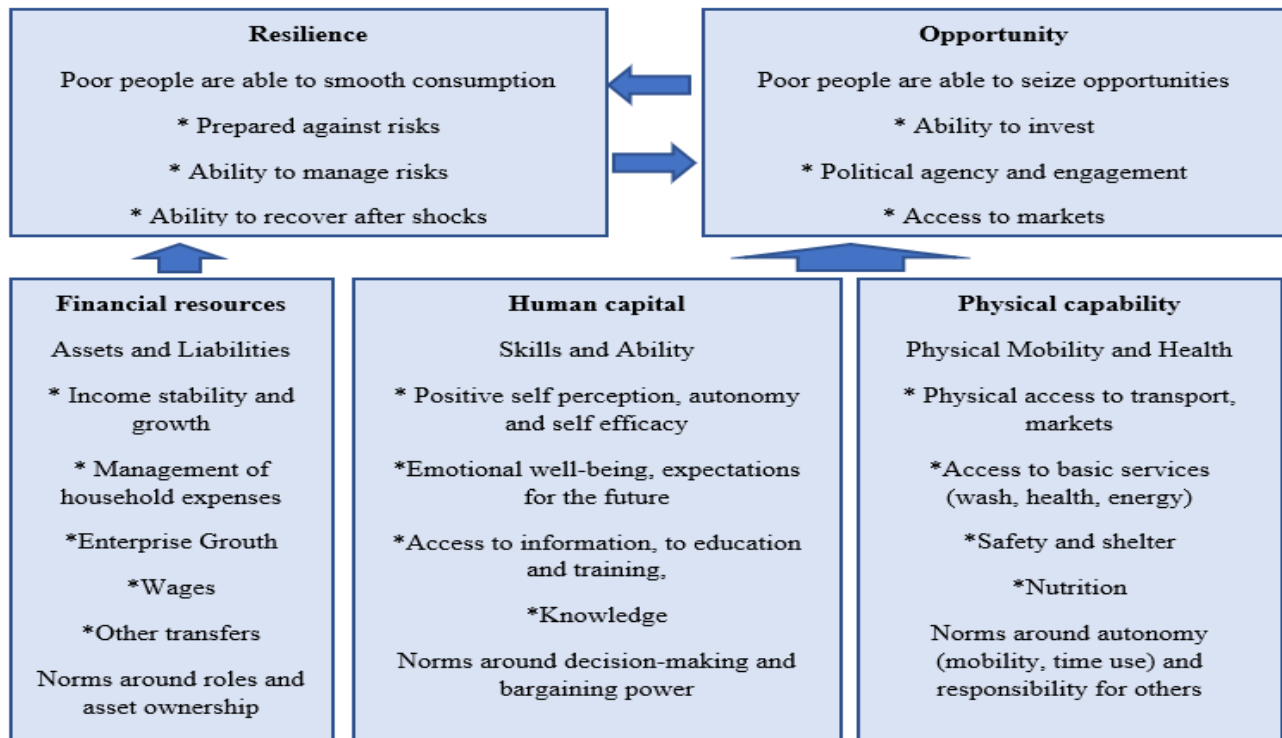 Resilience
Poor people are able to smooth consumption
* Prepared against risks
* Ability to manage risks
* Ability to recover after shocks
Opportunity
Poor people are able to seize opportunities
* Ability to invest
* Political agency and engagement
* Access to markets
Financial resources
Assets and Liabilities
* Income stability and
growth
* Management of
household expenses
*Enterprise Grouth
*Wages
*Other transfers
Norms around roles and
asset ownership
Human capital
Skills and Ability
* Positive self perception, autonomy
and self efficacy
*Emotional well-being, expectations
for the future
*Access to information, to education
and training,
*Knowledge
Norms around decision-making and
bargaining power
Physical capability
Physical Mobility and Health
* Physical access to transport,
markets
*Access to basic services
(wash, health, energy)
*Safety and shelter
*Nutrition
Norms around autonomy
(mobility, time use) and
responsibility for others